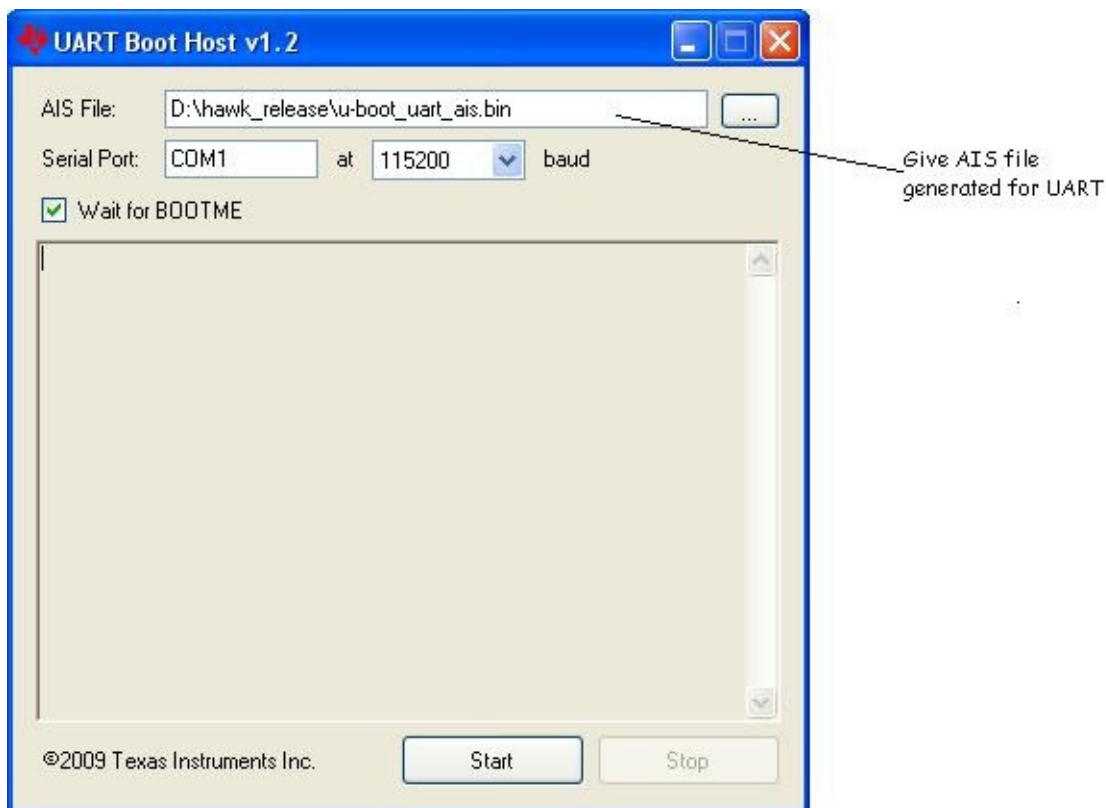 UART Boot Host v1.2
AIS File: D:\hawk_release\u-boot_uart_ais.bin ...
Serial Port: COM1 at 115200 baud
Give AIS file
generated for UART
Wait for BOOTME
©2009 Texas Instruments Inc. Start Stop